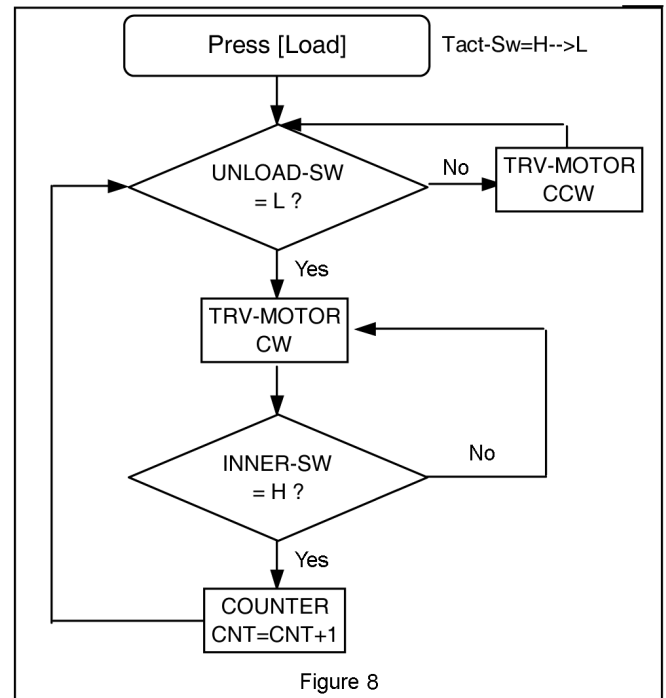 Press [Load]
Tact-Sw=H-->L
UNLOAD-SW
= L ?
No
TRV-MOTOR
CCW
Yes
TRV-MOTOR
CW
INNER-SW
= H ?
No
Yes
COUNTER
CNT=CNT+1
Figure 8